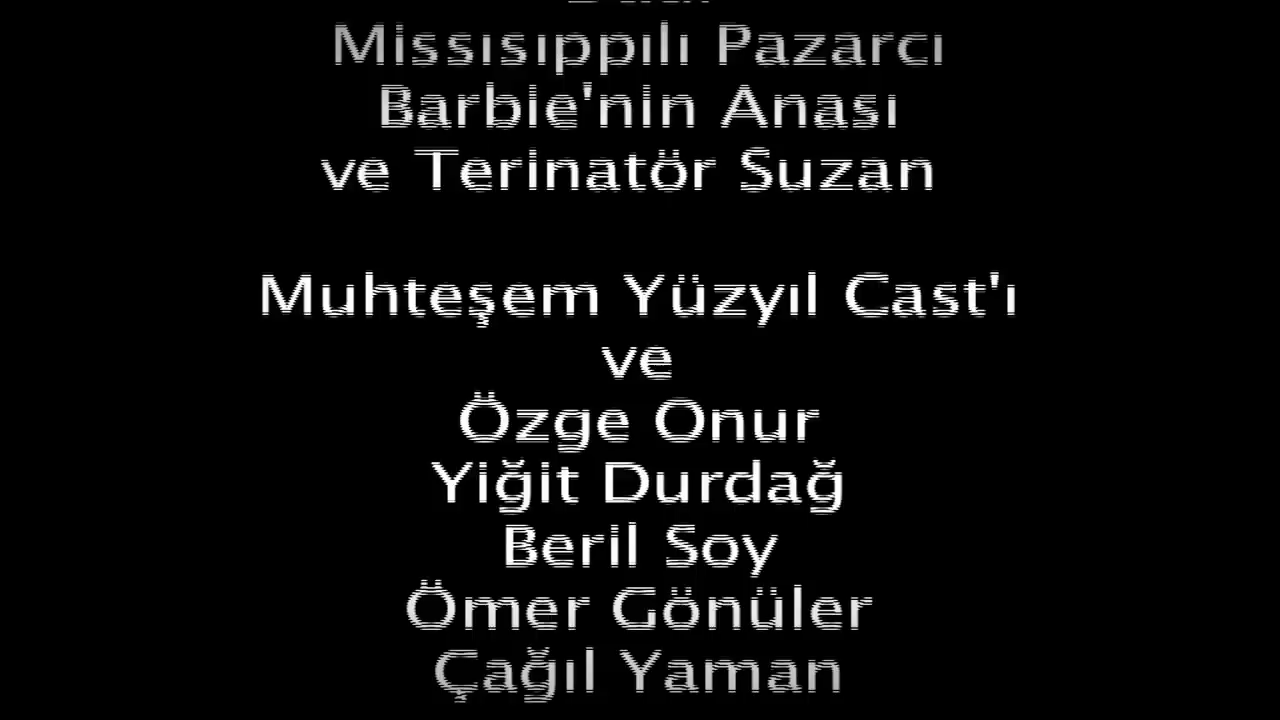 Missısıppılı Pazarcı
Barbie'nin Anası
ve Terinatör Suzan
Muhteşem Yüzyıl Cast'ı
ve
Özge Onur
Yiğit Durdağ
Beril Soy
Ömer Gönüler
Çağıl Yaman